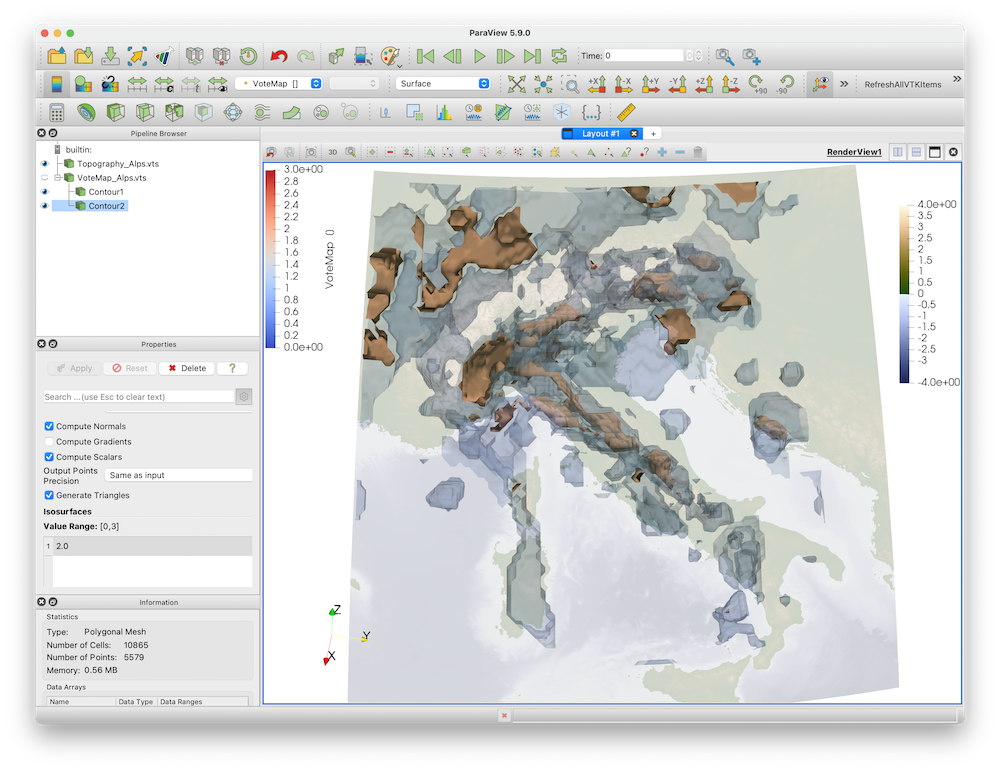 ParaView 5.9.0
Time: 0
0
VoteMap []
Surface
+X
-X
+Y
-Y
+Z
-Z
+90
-90
»
RefreshAllVTKItems
»
Pipeline Browser
Layout #1
+
builtin:
Topography_Alps.vts
VoteMap_Alps.vts
Contour1
Contour2
3D
RenderView1
3.0e+00
2.8
2.6
2.4
2.2
2
1.8
1.6
1.4
1.2
1
0.8
0.6
0.4
0.2
0.0e+00
VoteMap ()
4.0e+00
3.5
3
2.5
2
1.5
1
0.5
0
-0.5
-1
-1.5
-2
-2.5
-3
-4.0e+00
Z
Y
X
Properties
Apply
Reset
Delete
?
Search ...(use Esc to clear text)
Compute Normals
Compute Gradients
Compute Scalars
Output Points
Precision
Same as input
Generate Triangles
Isosurfaces
Value Range: [0,3]
1 2.0
Information
Statistics
Type: Polygonal Mesh
Number of Cells: 10865
Number of Points: 5579
Memory: 0.56 MB
Data Arrays
Name Data Type Data Ranges